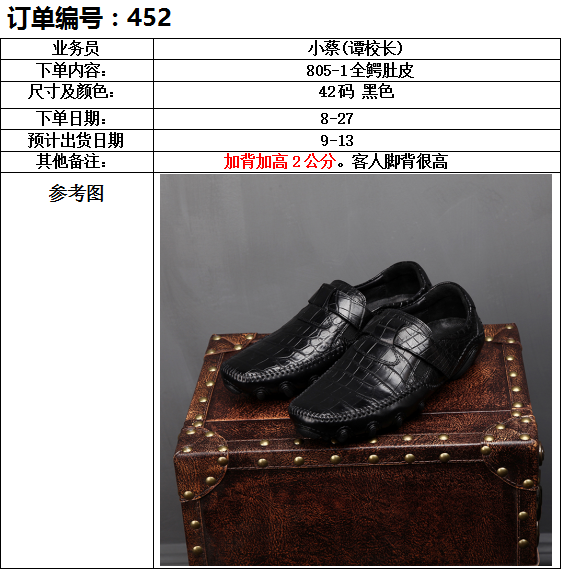 订单编号：452
业务员 小蔡(谭校长)
下单内容： 805-1全鳄肚皮
尺寸及颜色： 42码 黑色
下单日期： 8-27
预计出货日期 9-13
其他备注： 加背加高2公分。客人脚背很高
参考图